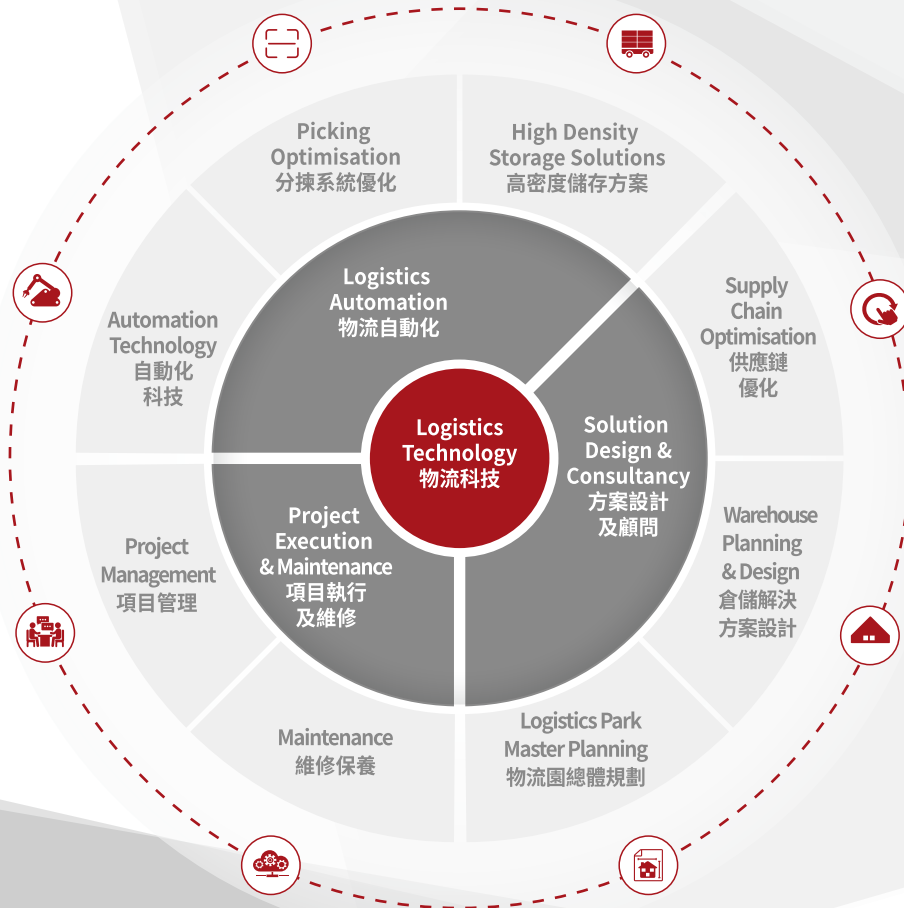 Picking
Optimisation
分揀系統優化
High Density
Storage Solutions
高密度儲存方案
Logistics
Automation
物流自動化
Supply
Chain
Optimisation
供應鏈
優化
Automation
Technology
自動化
科技
Logistics
Technology
物流科技
Solution
Design &
Consultancy
方案設計
及顧問
Project
Execution
& Maintenance
項目執行
及維修
Warehouse
Planning
& Design
倉儲解決
方案設計
Project
Management
項目管理
Maintenance
維修保養
Logistics Park
Master Planning
物流園總體規劃